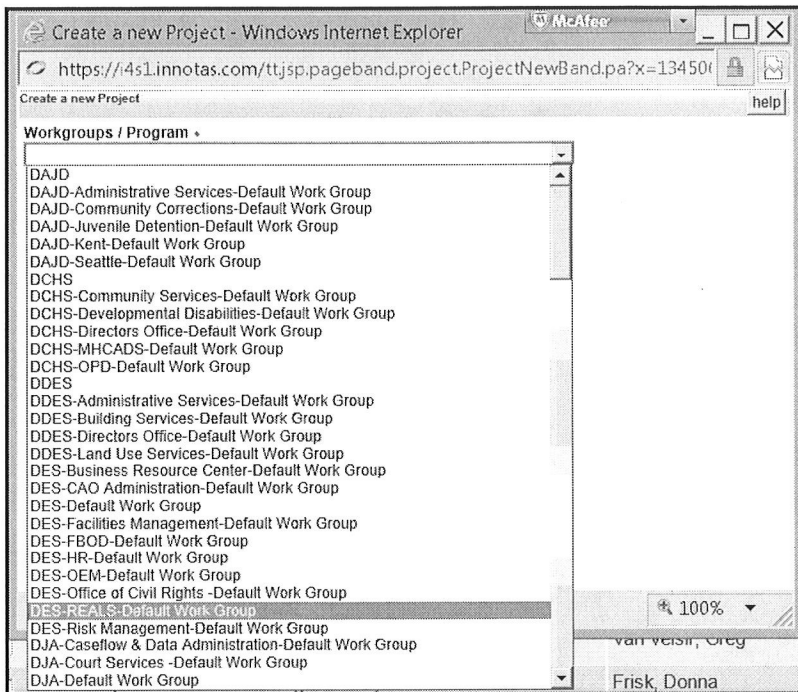 Create a new Project - Windows Internet Explorer
McAfee
https://i4s1.innotas.com/tt.jsp.pageband.project.ProjectNewBand.pa?x=13450
Create a new Project
help
Workgroups / Program
DAJD
DAJD-Administrative Services-Default Work Group
DAJD-Community Corrections-Default Work Group
DAJD-Juvenile Detention-Default Work Group
DAJD-Kent-Default Work Group
DAJD-Seattle-Default Work Group
DCHS
DCHS-Community Services-Default Work Group
DCHS-Developmental Disabilities-Default Work Group
DCHS-Directors Office-Default Work Group
DCHS-MHCADS-Default Work Group
DCHS-OPD-Default Work Group
DDES
DDES-Administrative Services-Default Work Group
DDES-Building Services-Default Work Group
DDES-Directors Office-Default Work Group
DDES-Land Use Services-Default Work Group
DES-Business Resource Center-Default Work Group
DES-CAO Administration-Default Work Group
DES-Default Work Group
DES-Facilities Management-Default Work Group
DES-FBOD-Default Work Group
DES-HR-Default Work Group
DES-OEM-Default Work Group
DES-Office of Civil Rights -Default Work Group
DES-REALS-Default Work Group
100%
DES-Risk Management-Default Work Group
DJA-Caseflow & Data Administration-Default Work Group
Greg
DJA-Court Services -Default Work Group
DJA-Default Work Group
Frisk, Donna